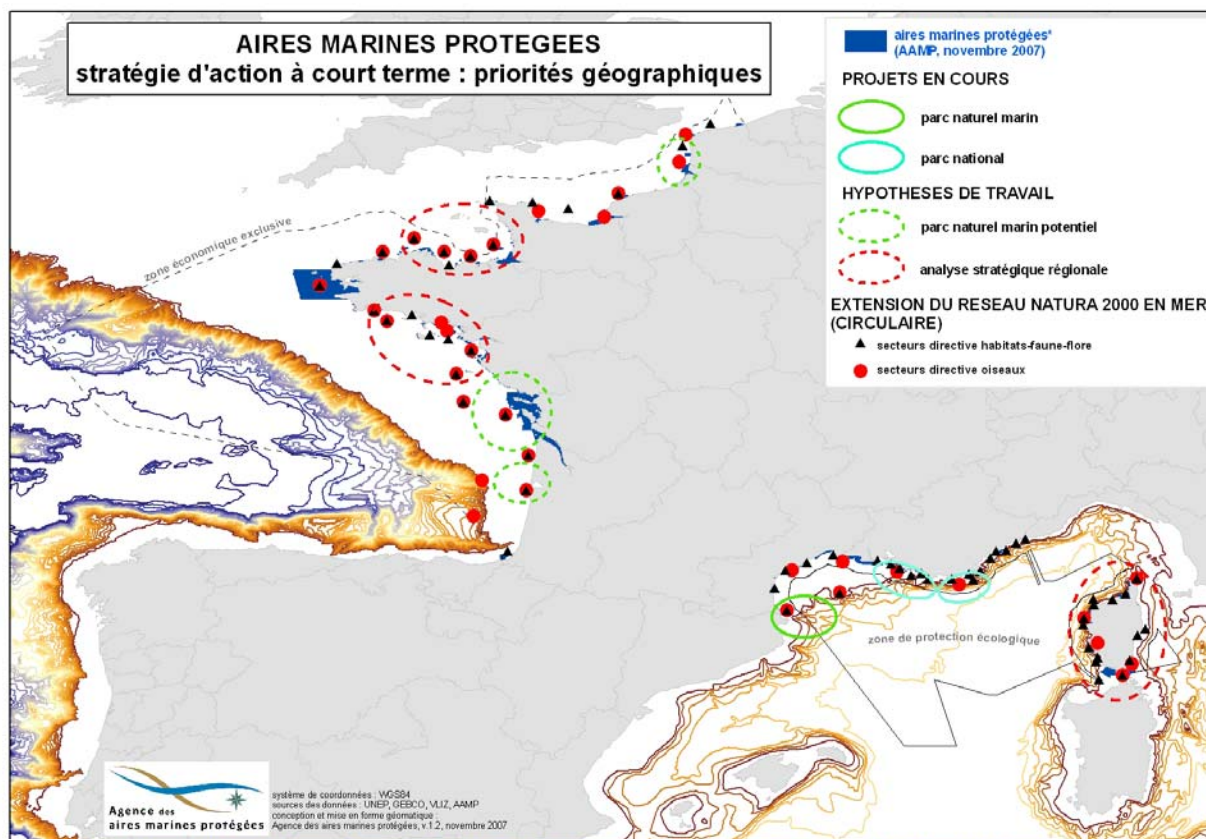 AIRES MARINES PROTEGEES
stratégie d'action à court terme : priorités géographiques
aires marines protégées*
(AAMP, novembre 2007)
PROJETS EN COURS
parc naturel marin
parc national
HYPOTHESES DE TRAVAIL
parc naturel marin potentiel
analyse stratégique régionale
EXTENSION DU RESEAU NATURA 2000 EN MER
(CIRCULAIRE)
secteurs directive habitats-faune-flore
secteurs directive oiseaux
zone économique exclusive
zone de protection écologique
Agence des
aires marines protégées
système de coordonnées : WGS84
sources des données : UNEP, GEBCO, VLIZ, AAMP
conception et mise en forme géomatique :
Agence des aires marines protégées, v.1.2, novembre 2007